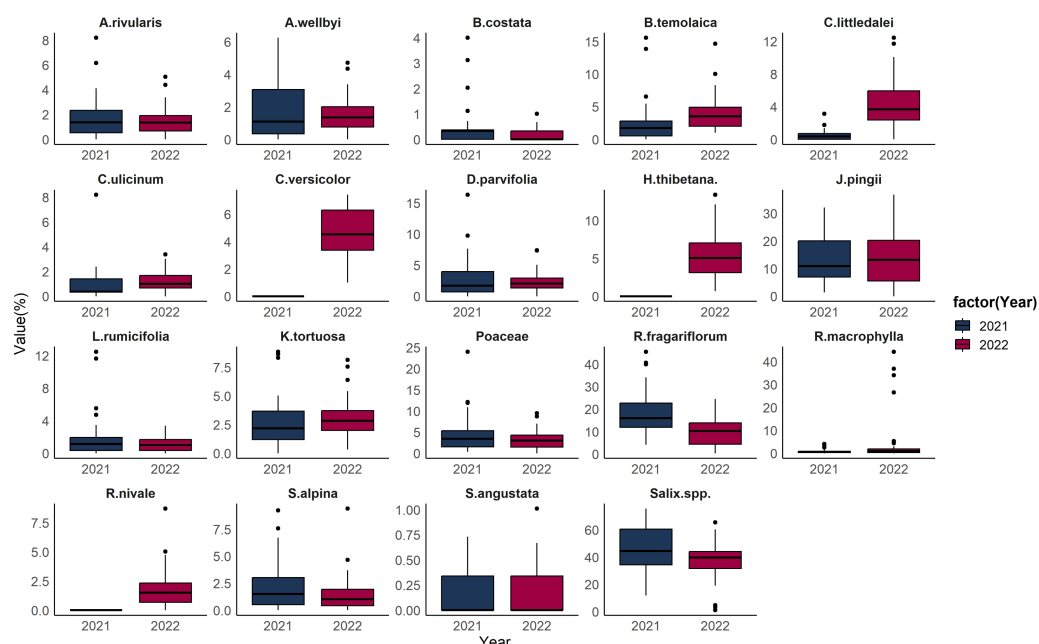 A.rivularis A.wellbyi B.costata B.temolaica C.littledalei
8 6 4 2 0 2021 2022
6 4 2 0 2021 2022
4 3 2 1 0 2021 2022
15 10 5 0 2021 2022
12 8 4 0 2021 2022
C.ulicinum C.versicolor D.parvifolia H.thibetana. J.pingii
8 6 4 2 0 2021 2022
6 4 2 0 2021 2022
15 10 5 0 2021 2022
10 5 0 2021 2022
30 20 10 0 2021 2022
Value(%)
L.rumicifolia K.tortuosa Poaceae R.fragariflorum R.macrophylla
12 8 4 0 2021 2022
7.5 5.0 2.5 0.0 2021 2022
25 20 15 10 5 0 2021 2022
40 30 20 10 0 2021 2022
40 30 20 10 0 2021 2022
factor(Year)
2021
2022
R.nivale S.alpina S.angustata Salix.spp.
7.5 5.0 2.5 0.0 2021 2022
7.5 5.0 2.5 0.0 2021 2022
1.00 0.75 0.50 0.25 0.00 2021 2022
60 40 20 0 2021 2022
Year